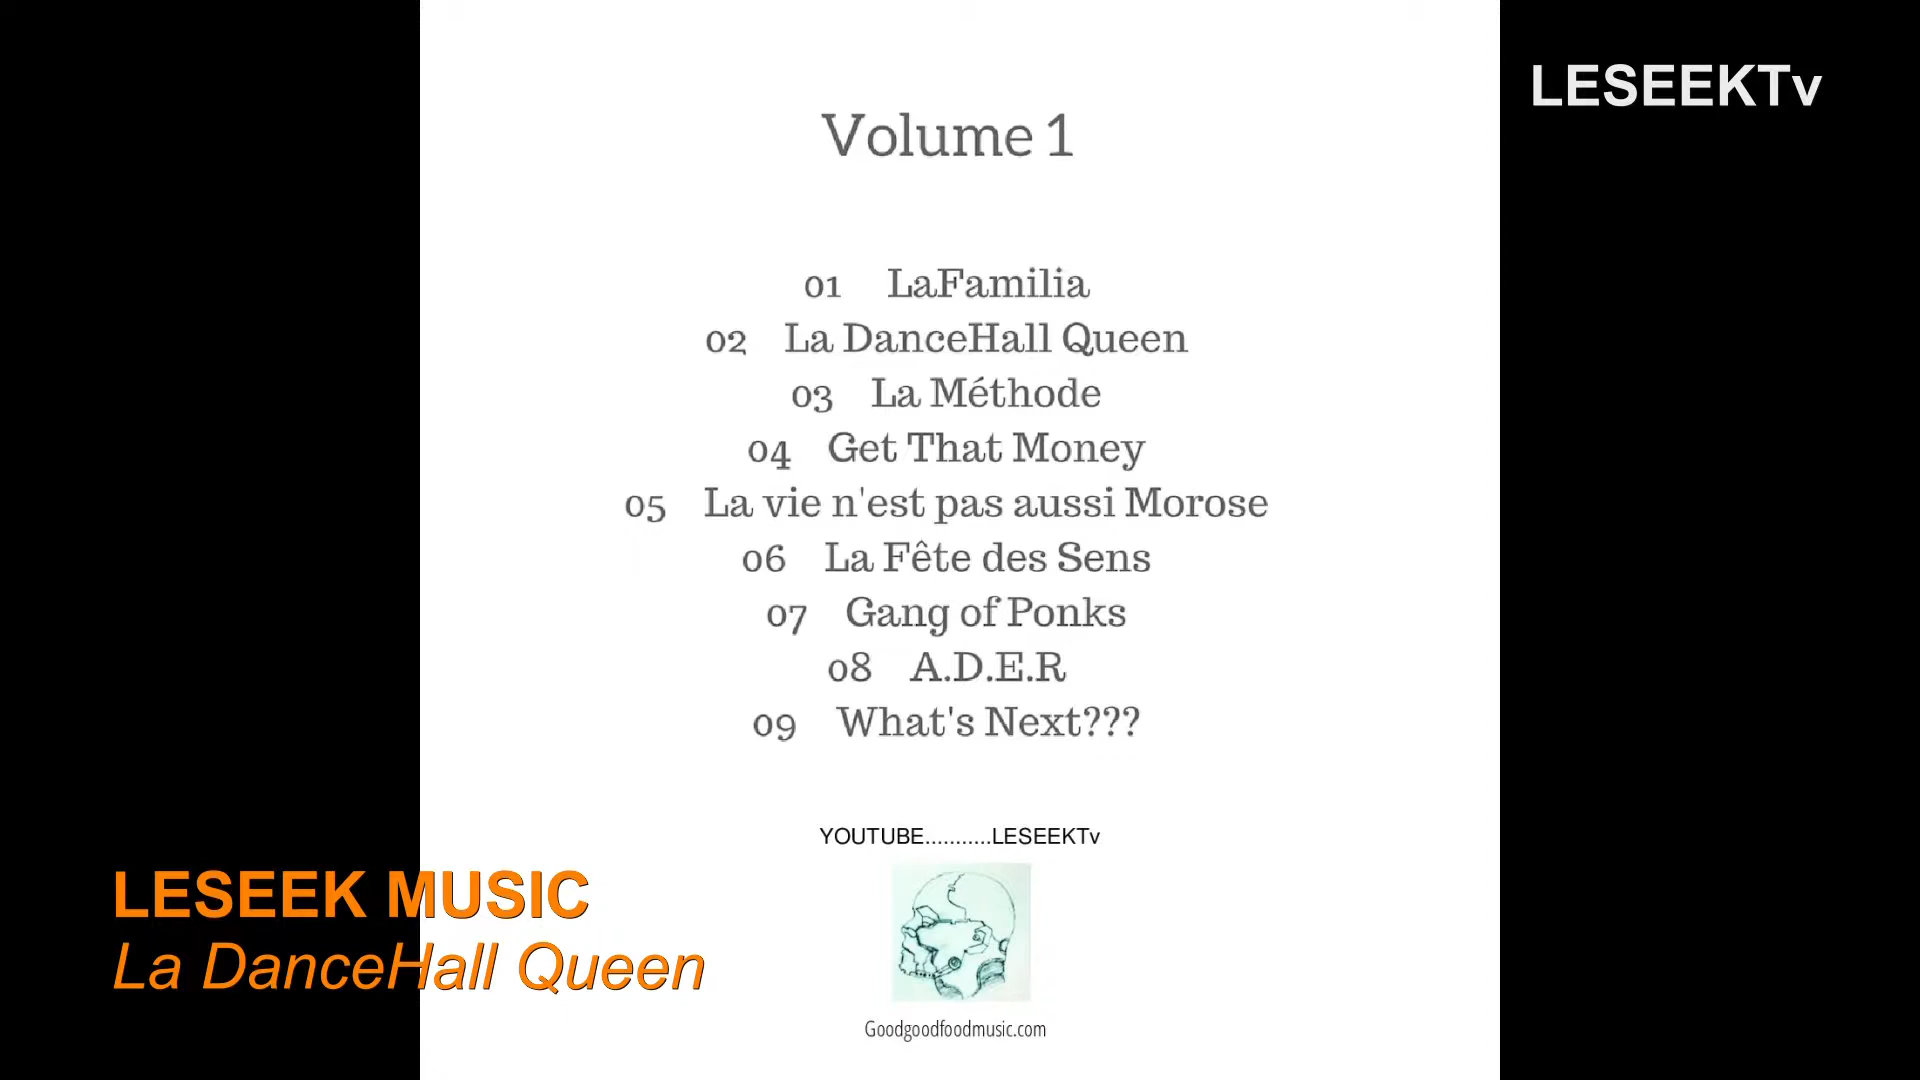 LESEEKTv
Volume 1
01 LaFamilia
02 La DanceHall Queen
03 La Méthode
04 Get That Money
05 La vie n'est pas aussi Morose
06 La Fête des Sens
07 Gang of Ponks
08 A.D.E.R
09 What's Next???
YOUTUBE...........LESEEKTv
LESEEK MUSIC
La DanceHall Queen
Goodgoodfoodmusic.com